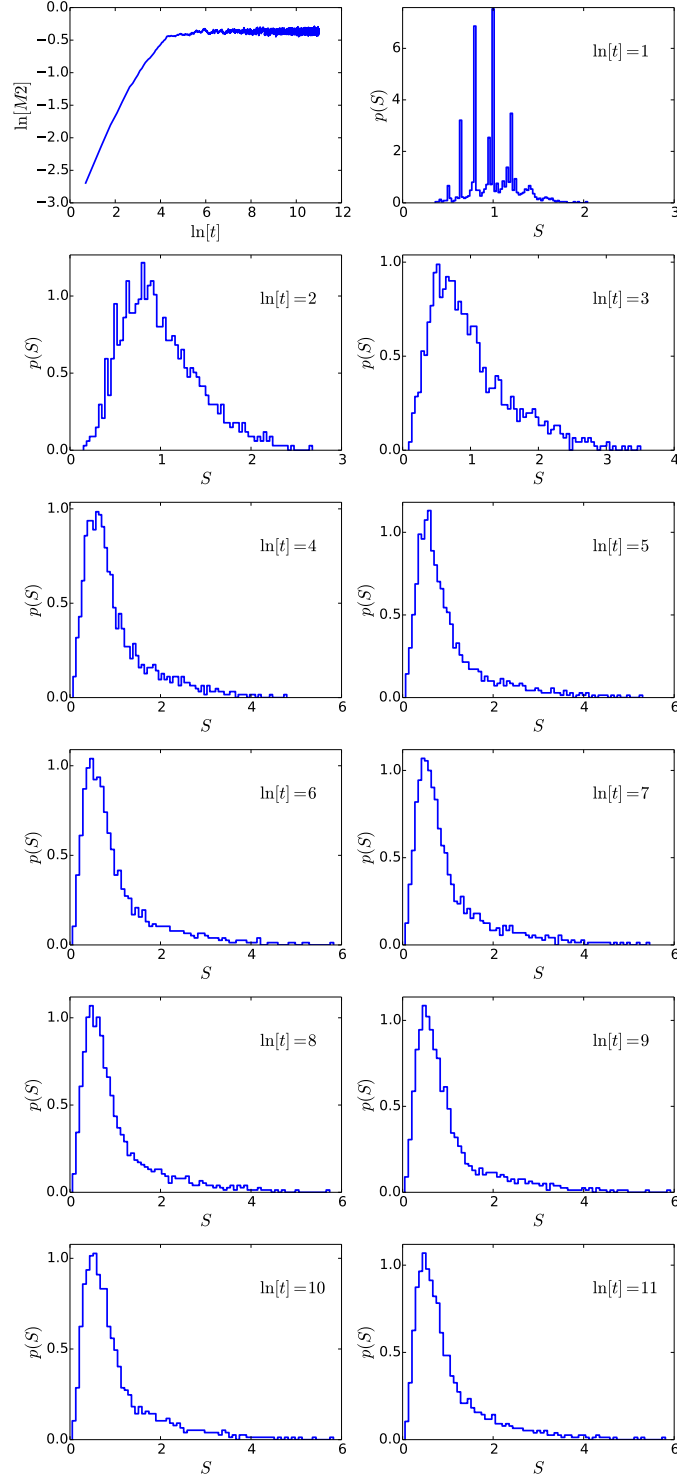 0.0
−0.5
−1.0
−1.5
−2.0
−2.5
−3.0
ln[M2]
0 2 4 6 8 10 12
ln[t]
6
4
2
0
p(S)
ln[t]=1
0 1 2 3
S
1.0
0.5
0.0
p(S)
ln[t]=2
0 1 2 3
S
1.0
0.5
0.0
p(S)
ln[t]=3
0 1 2 3 4
S
1.0
0.5
0.0
p(S)
ln[t]=4
0 2 4 6
S
1.0
0.5
0.0
p(S)
ln[t]=5
0 2 4 6
S
1.0
0.5
0.0
p(S)
ln[t]=6
0 2 4 6
S
1.0
0.5
0.0
p(S)
ln[t]=7
0 2 4 6
S
1.0
0.5
0.0
p(S)
ln[t]=8
0 2 4 6
S
1.0
0.5
0.0
p(S)
ln[t]=9
0 2 4 6
S
1.0
0.5
0.0
p(S)
ln[t]=10
0 2 4 6
S
1.0
0.5
0.0
p(S)
ln[t]=11
0 2 4 6
S